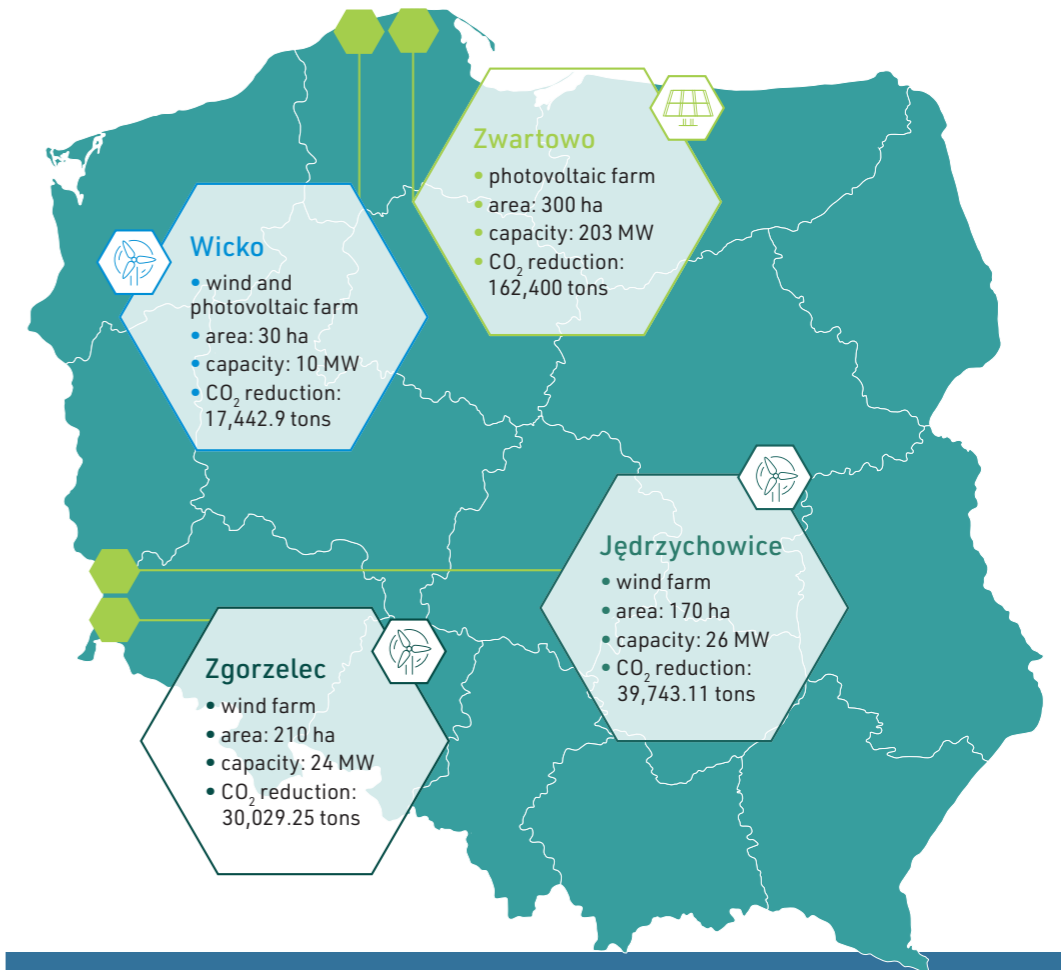 Zwartowo
• photovoltaic farm
• area: 300 ha
• capacity: 203 MW
• CO₂ reduction:
162,400 tons
Wicko
• wind and
photovoltaic farm
• area: 30 ha
• capacity: 10 MW
• CO₂ reduction:
17,442.9 tons
Jędrzychowice
• wind farm
• area: 170 ha
• capacity: 26 MW
• CO₂ reduction:
39,743.11 tons
Zgorzelec
• wind farm
• area: 210 ha
• capacity: 24 MW
• CO₂ reduction:
30,029.25 tons